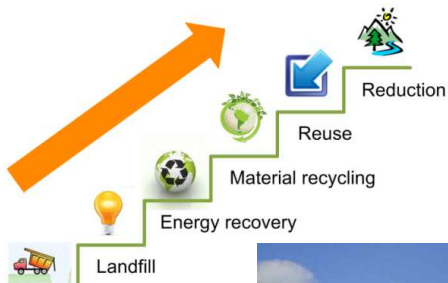 Reduction
Reuse
Material recycling
Energy recovery
Landfill